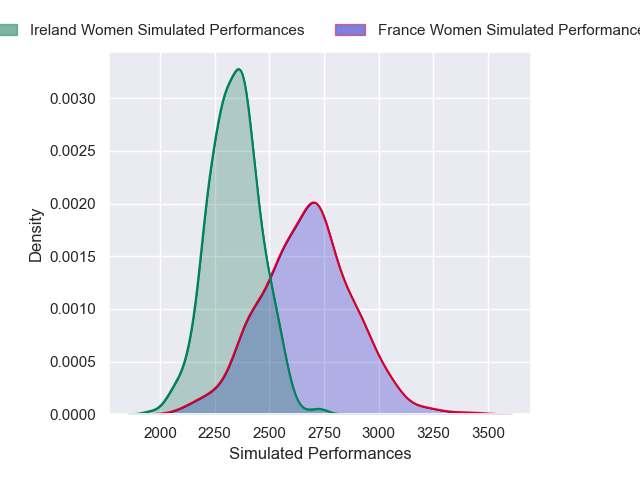 Ireland Women Simulated Performances France Women Simulated Performance
0.0030
0.0025
0.0020
0.0015
0.0010
0.0005
0.0000
Density
2000 2250 2500 2750 3000 3250 3500
Simulated Performances